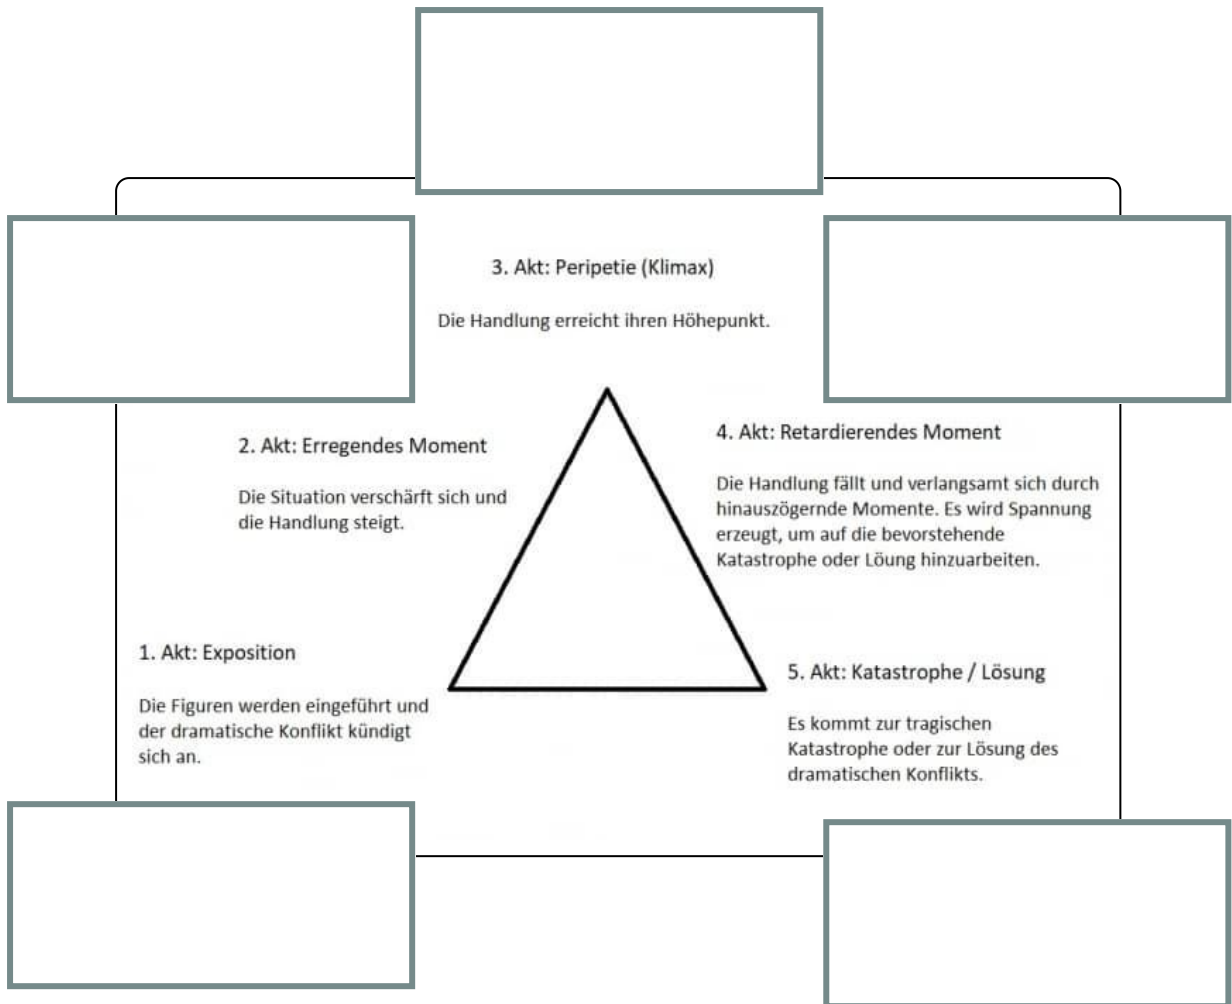 3. Akt: Peripetie (Klimax)
Die Handlung erreicht ihren Höhepunkt.
2. Akt: Erregendes Moment
Die Situation verschärft sich und
die Handlung steigt.
4. Akt: Retardierendes Moment
Die Handlung fällt und verlangsamt sich durch
hinauszögernde Momente. Es wird Spannung
erzeugt, um auf die bevorstehende
Katastrophe oder Löung hinzuarbeiten.
1. Akt: Exposition
Die Figuren werden eingeführt und
der dramatische Konflikt kündigt
sich an.
5. Akt: Katastrophe / Lösung
Es kommt zur tragischen
Katastrophe oder zur Lösung des
dramatischen Konflikts.